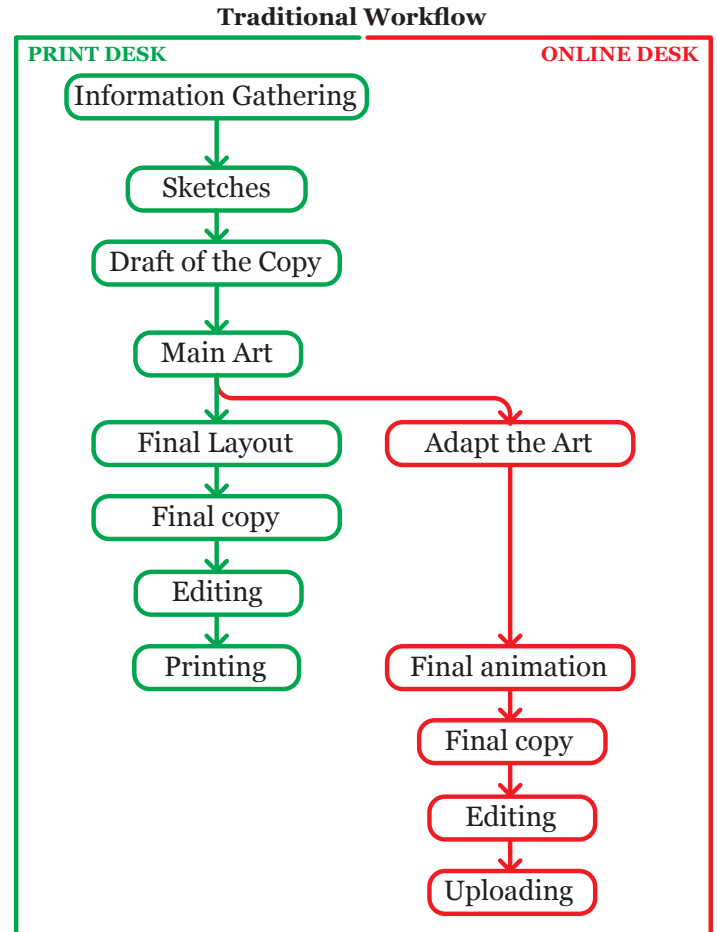 Traditional Workflow
PRINT DESK
ONLINE DESK
Information Gathering
Sketches
Draft of the Copy
Main Art
Final Layout
Adapt the Art
Final copy
Editing
Printing
Final animation
Final copy
Editing
Uploading